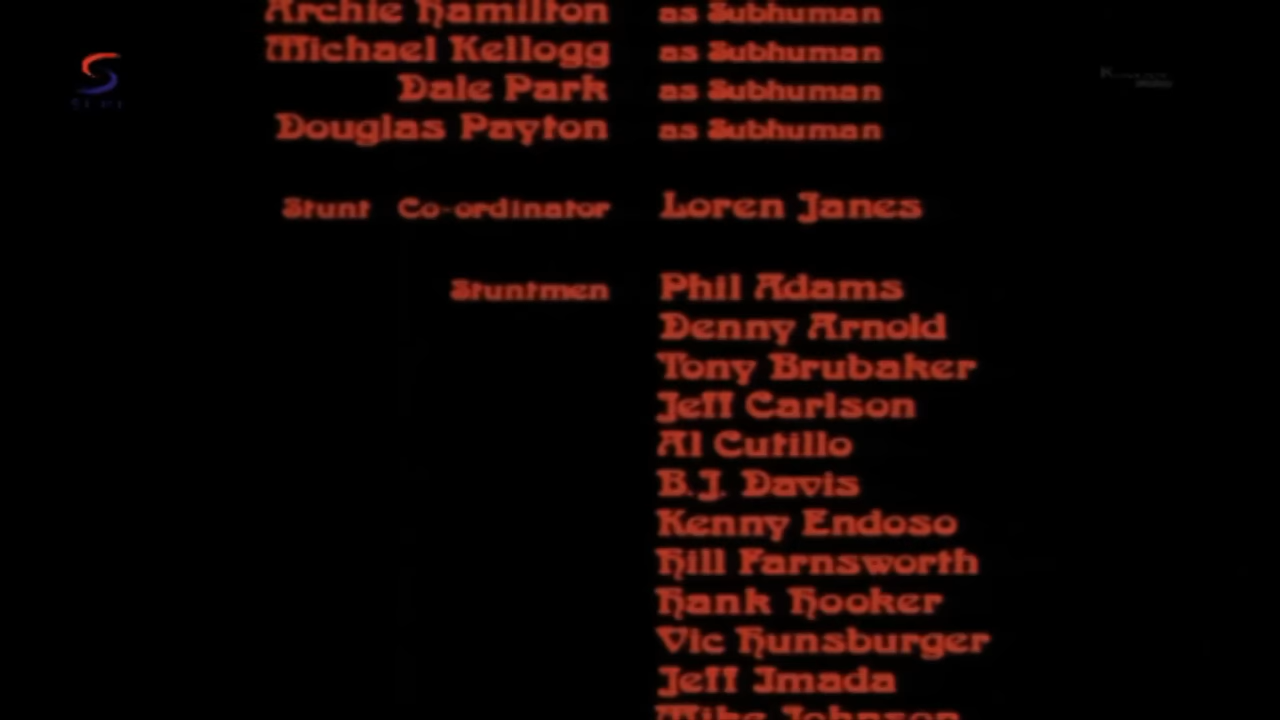 Archie Hamilton as Subhuman
Michael Kellogg as Subhuman
Dale Park as Subhuman
Douglas Payton as Subhuman
Stunt Co-ordinator Loren Janes
Stuntmen Phil Adams
Denny Arnold
Tony Brubaker
Jeff Carlson
Al Cutillo
B.J. Davis
Kenny Endoso
Hill Farnsworth
Hank Hooker
Vic Hunsburger
Jeff Imada
Mike Johnson